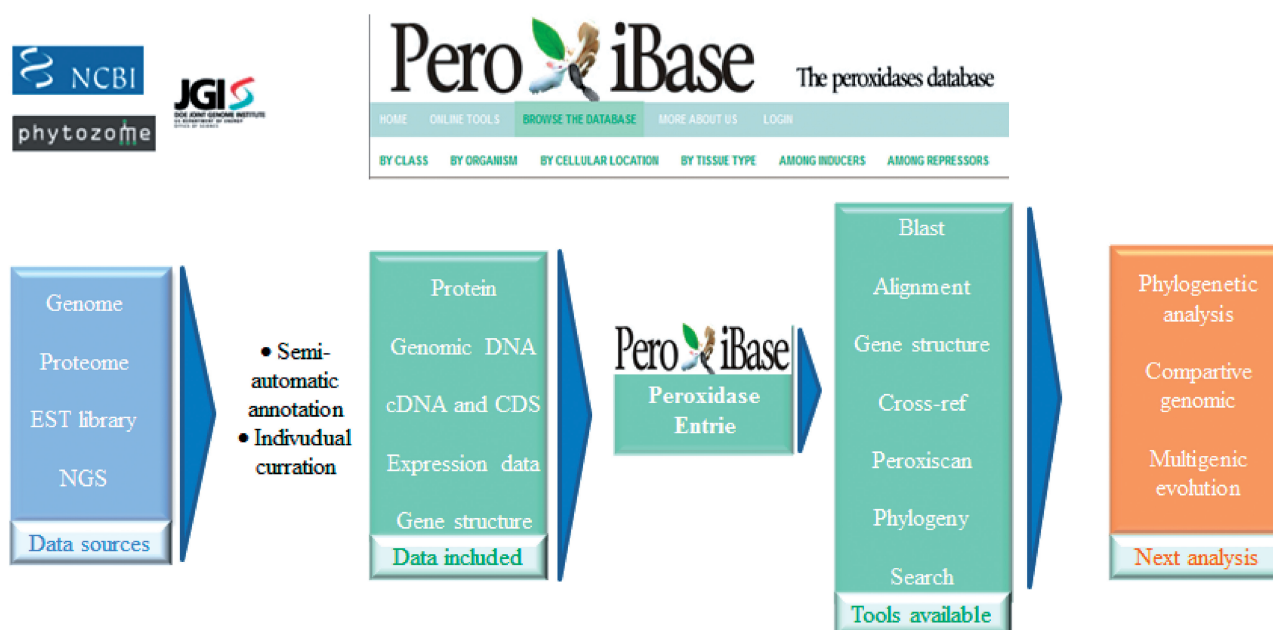 NCBI
phytozome
JGI
DOE JOINT GENOME INSTITUTE
US DEPARTMENT OF ENERGY
OFFICE OF SCIENCE
Pero iBase
The peroxidases database
HOME ONLINE TOOLS BROWSE THE DATABASE MORE ABOUT US LOGIN
BY CLASS BY ORGANISM BY CELLULAR LOCATION BY TISSUE TYPE AMONG INDUCERS AMONG REPRESSORS
Genome
Proteome
EST library
NGS
Data sources
• Semi-
automatic
annotation
• Indivudual
curration
Protein
Genomic DNA
cDNA and CDS
Expression data
Gene structure
Data included
Pero iBase
Peroxidase
Entrie
Blast
Alignment
Gene structure
Cross-ref
Peroxiscan
Phylogeny
Search
Tools available
Phylogenetic
analysis
Compartive
genomic
Multigenic
evolution
Next analysis